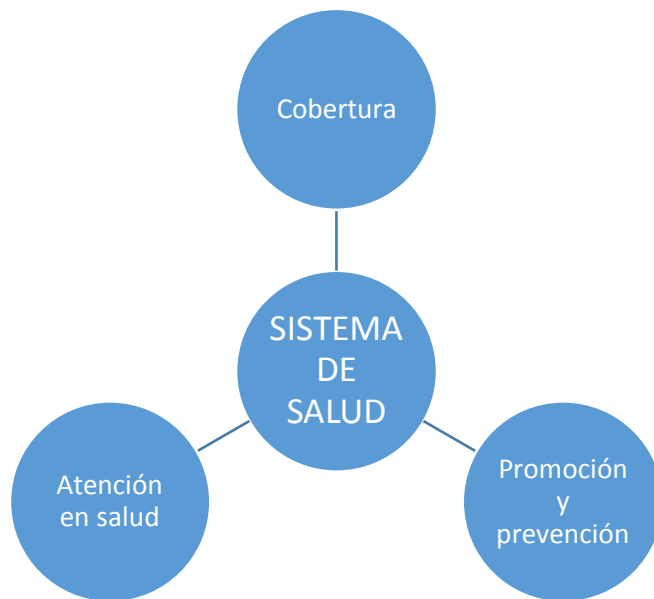 Cobertura
SISTEMA
DE
SALUD
Atención
en salud
Promoción
y
prevención